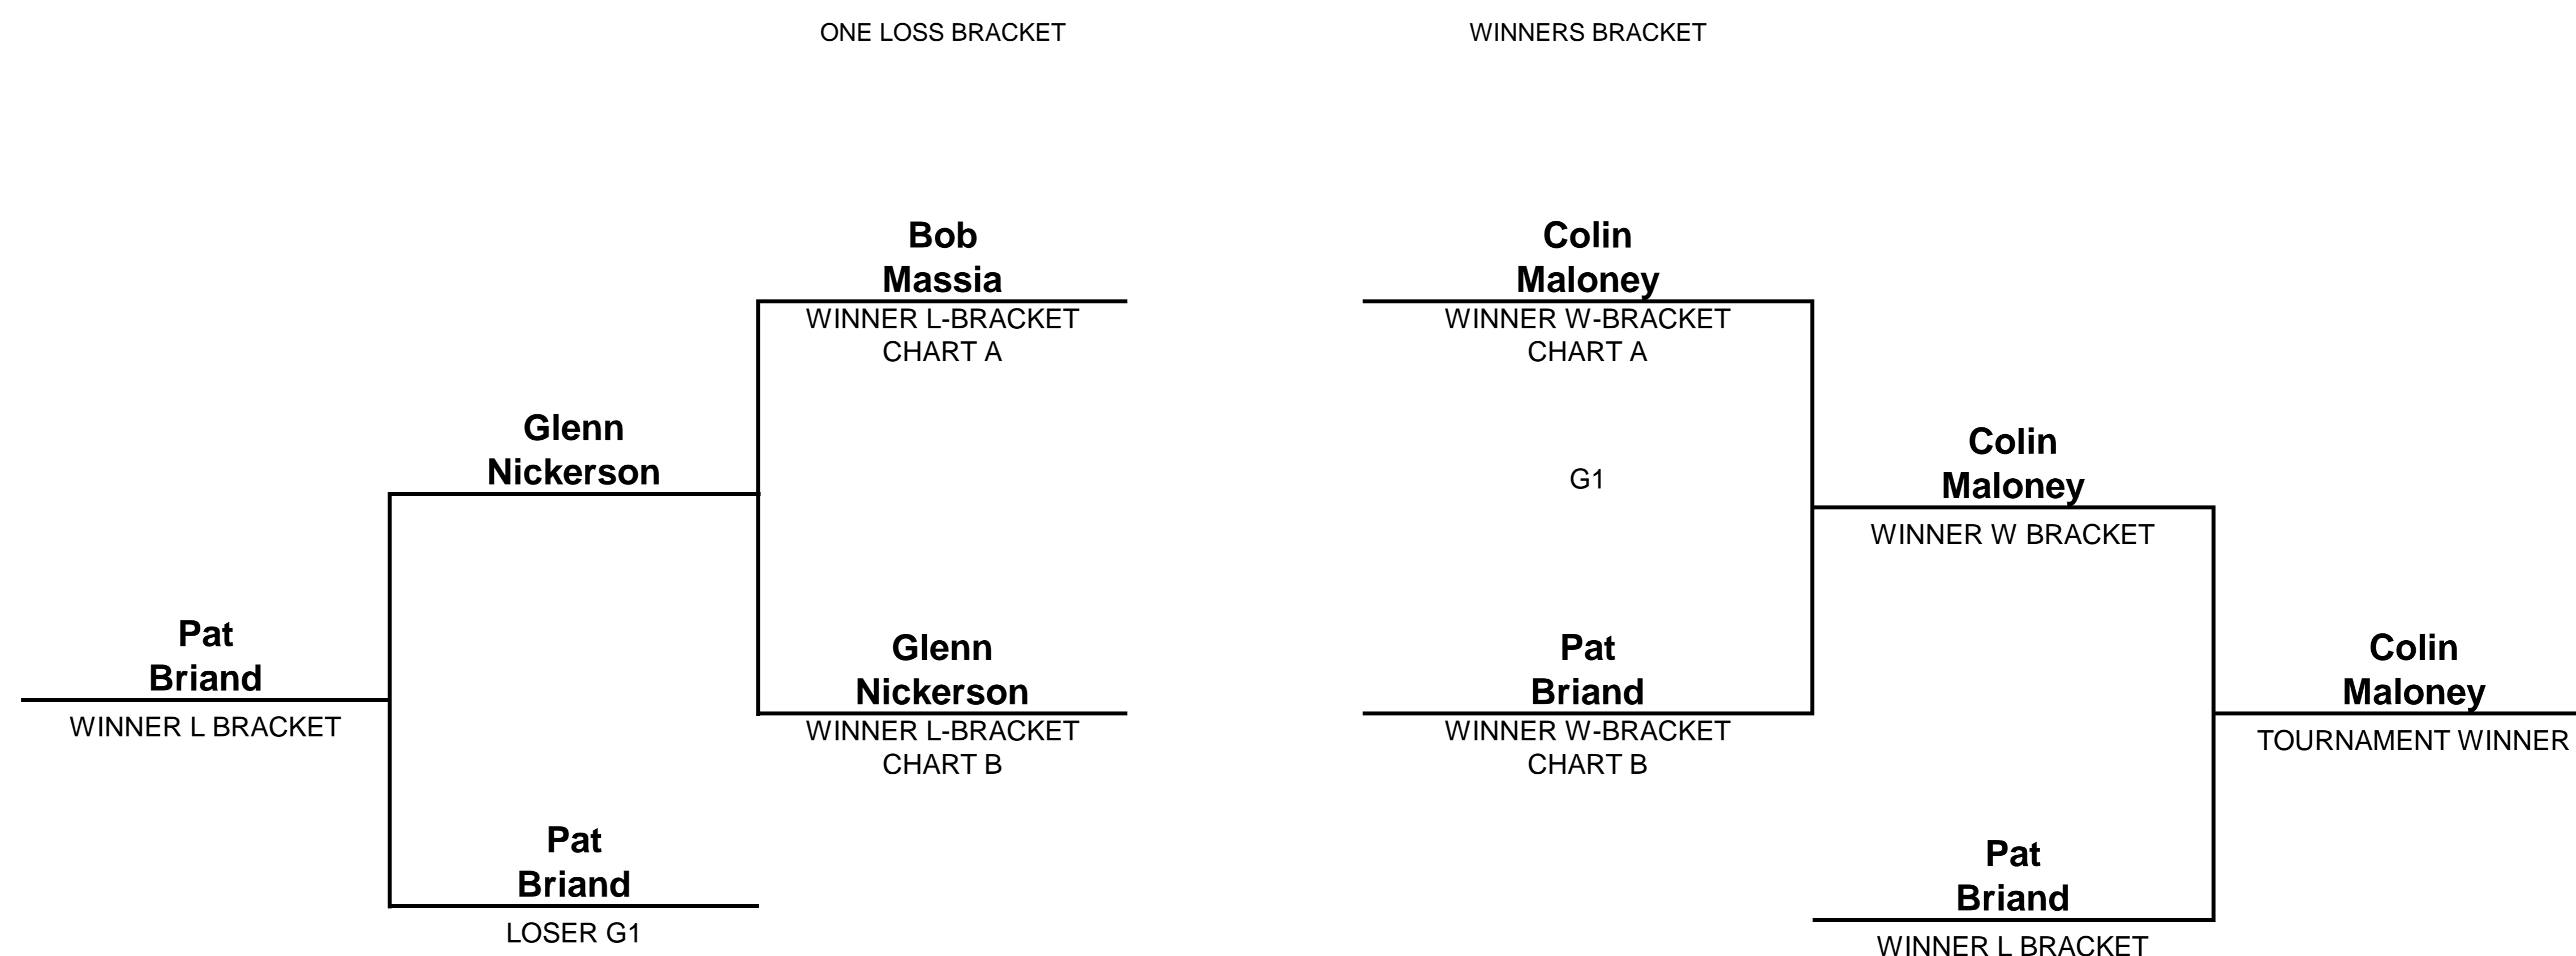 ONE LOSS BRACKET
WINNERS BRACKET
Bob
Massia
WINNER L-BRACKET
CHART A
Colin
Maloney
WINNER W-BRACKET
CHART A
Glenn
Nickerson
G1
Colin
Maloney
WINNER W BRACKET
Pat
Briand
WINNER L BRACKET
Glenn
Nickerson
WINNER L-BRACKET
CHART B
Pat
Briand
WINNER W-BRACKET
CHART B
Colin
Maloney
TOURNAMENT WINNER
Pat
Briand
LOSER G1
Pat
Briand
WINNER L BRACKET